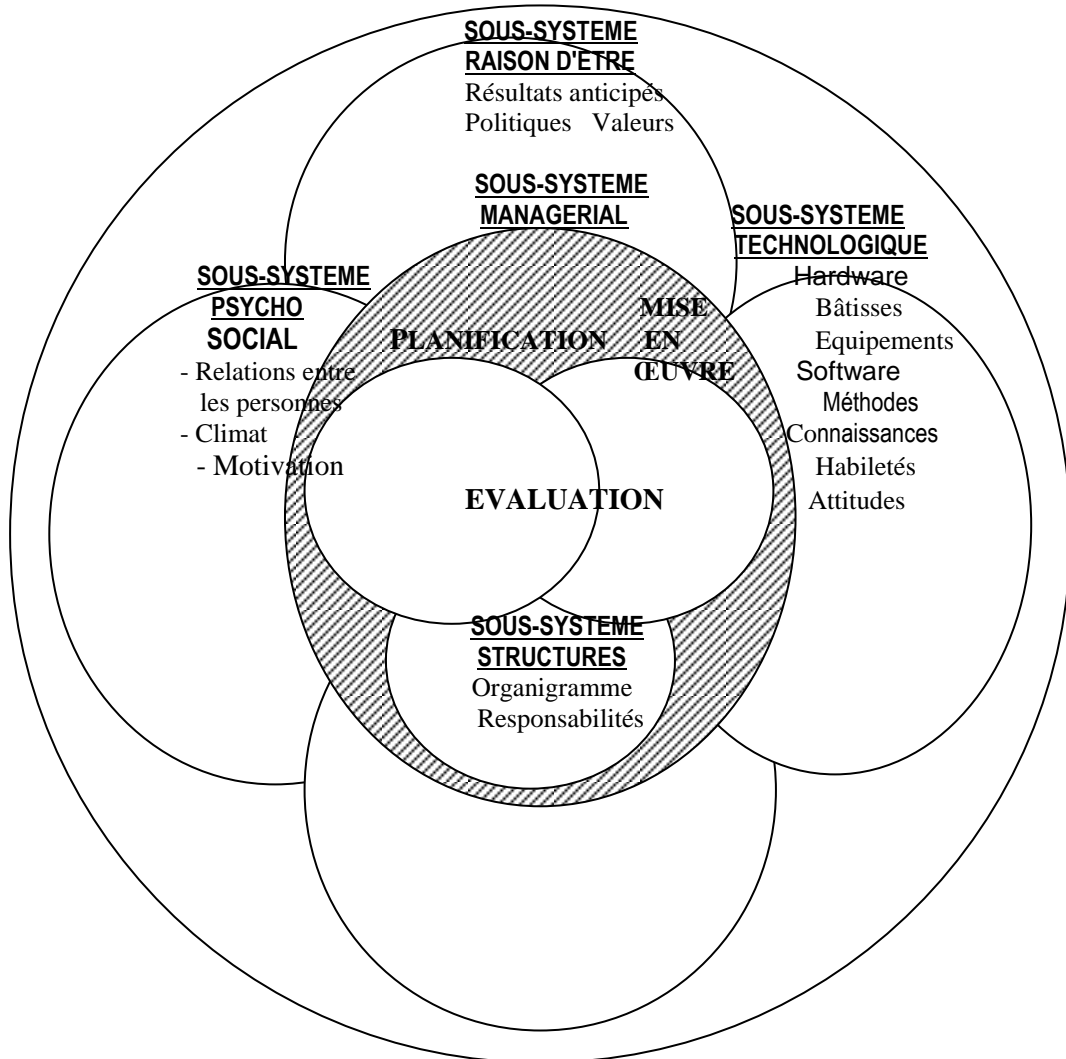 SOUS-SYSTEME
RAISON D'ETRE
Résultats anticipés
Politiques Valeurs
SOUS-SYSTEME
MANAGERIAL
SOUS-SYSTEME
TECHNOLOGIQUE
Hardware
Bâtisses
Equipements
Software
Méthodes
Connaissances
Habiletés
Attitudes
SOUS-SYSTEME
PSYCHO
SOCIAL
- Relations entre
les personnes
- Climat
- Motivation
PLANIFICATION
MISE
EN
ŒUVRE
EVALUATION
SOUS-SYSTEME
STRUCTURES
Organigramme
Responsabilités